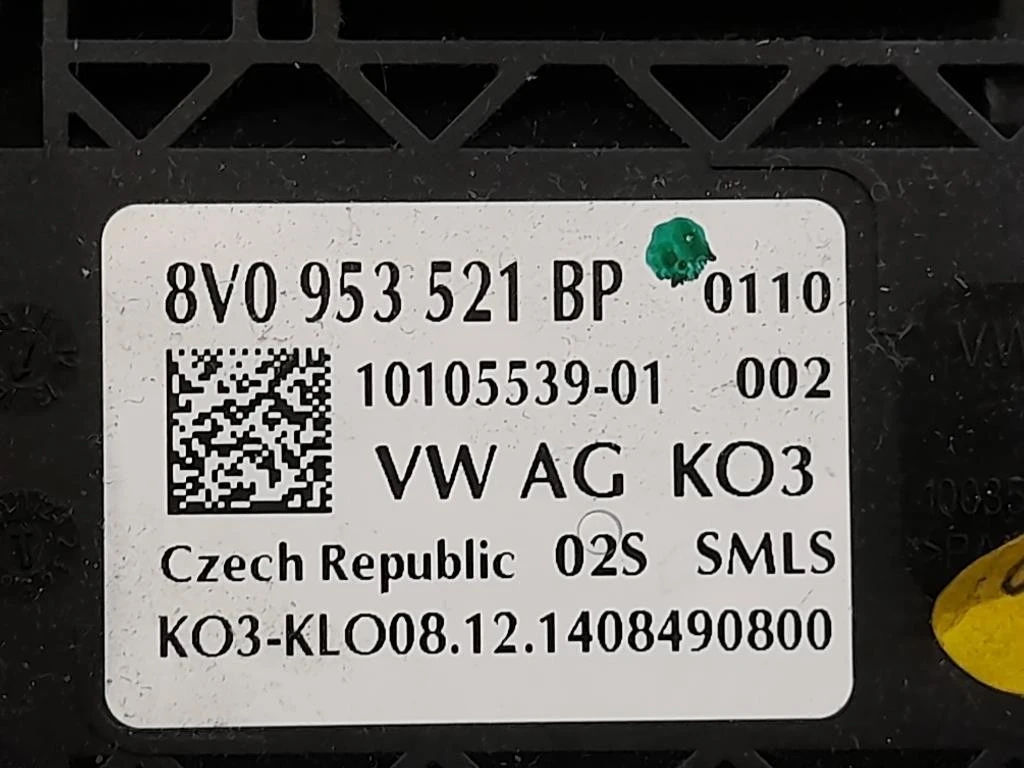 8V0 953 521 BP 0110
10105539-01 002
VW AG KO3
Czech Republic 02S SMLS
KO3-KLO08.12.1408490800
VW